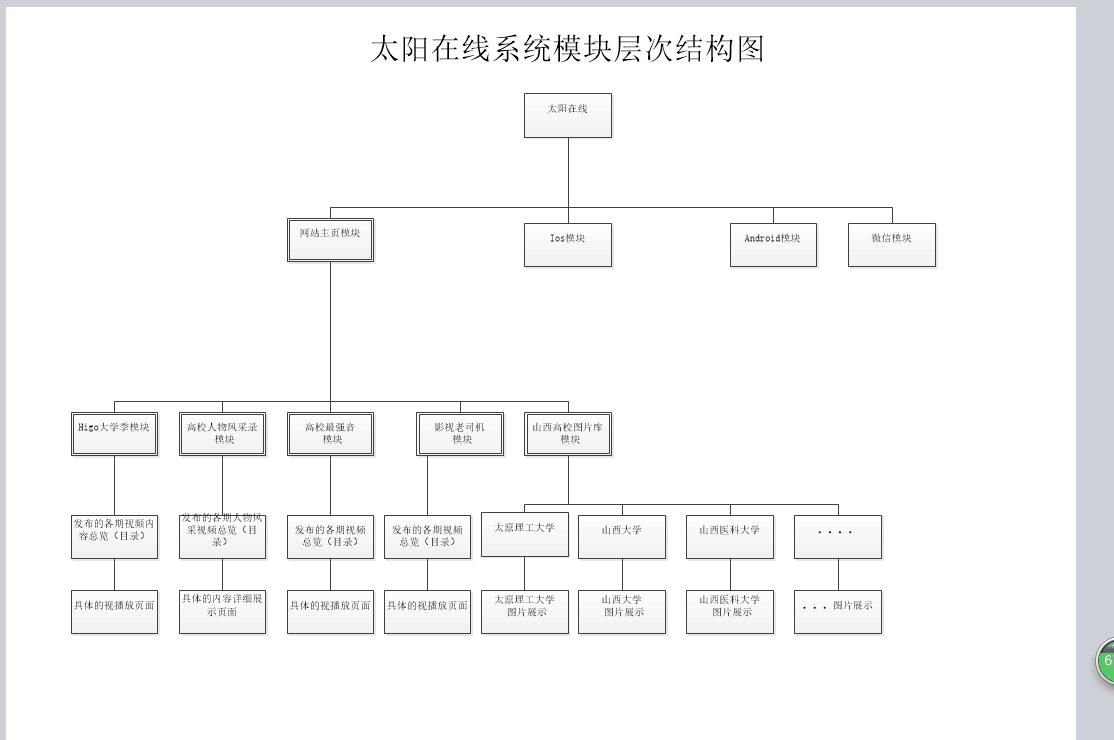 太阳在线系统模块层次结构图
太阳在线
网站主页模块
Ios模块
Android模块
微信模块
Higo大学季模块
高校人物风采录
模块
高校最强音
模块
影视老司机
模块
山西高校图片库
模块
发布的各期视频内
容总览（目录）
发布的各期人物风
采视频总览（目
录）
发布的各期视频
总览（目录）
发布的各期视频
总览（目录）
太原理工大学
山西大学
山西医科大学
....
具体的视播放页面
具体的内容详细展
示页面
具体的视播放页面
具体的视播放页面
太原理工大学
图片展示
山西大学
图片展示
山西医科大学
图片展示
...图片展示
6